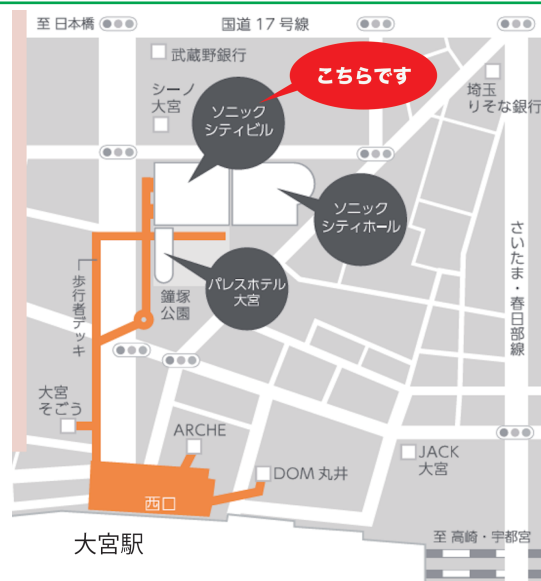 至 日本橋
国道 17 号線
武蔵野銀行
こちらです
シーノ
大宮
埼玉
りそな銀行
ソニック
シティビル
ソニック
シティホール
さいたま・春日部線
パレスホテル
大宮
歩行者デッキ
鐘塚
公園
大宮
そごう
ARCHE
JACK
大宮
DOM 丸井
西口
大宮駅
至 高崎・宇都宮